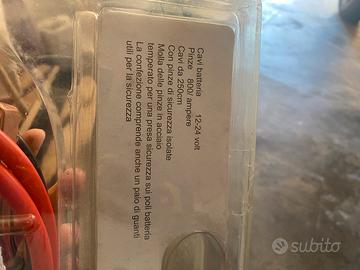 Cavi batteria 12-24 volt
Pinze 800/ ampère
Cavi da 250cm
Con pinze di sicurezza isolate
Molla delle pinze in acciaio
temperato per una presa sicurezza sui poli batteria
La confezione comprende anche un paio di guanti
utili per la sicurezza
subito